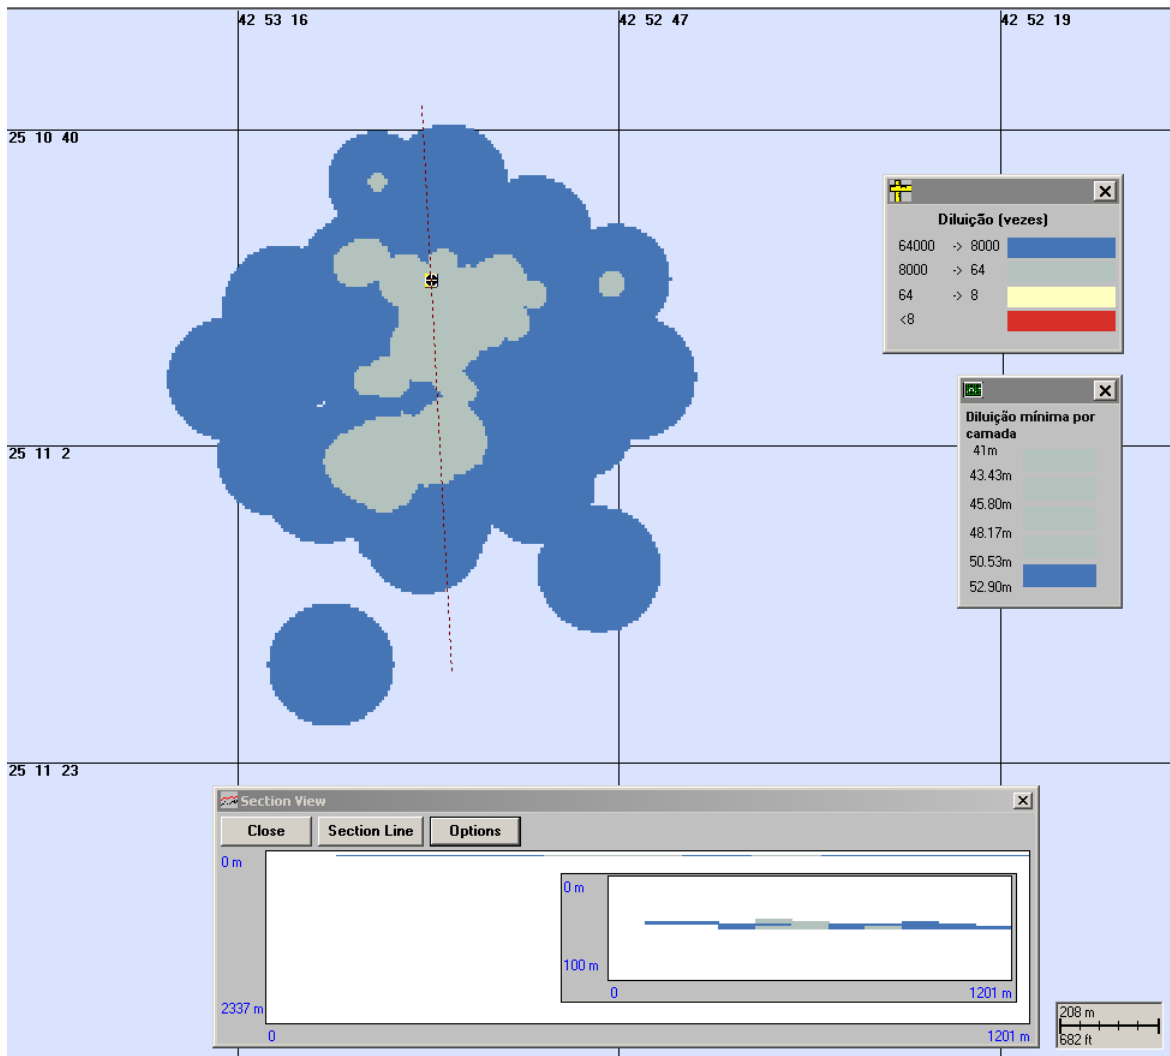 42 53 16
42 52 47
42 52 19
25 10 40
Diluição (vezes)
64000 -> 8000
8000 -> 64
64 -> 8
<8
Diluição mínima por
camada
41m
43.43m
45.80m
48.17m
50.53m
52.90m
25 11 2
25 11 23
Section View
Close
Section Line
Options
0 m
2337 m
0
1201 m
0 m
100 m
0
1201 m
208 m
682 ft